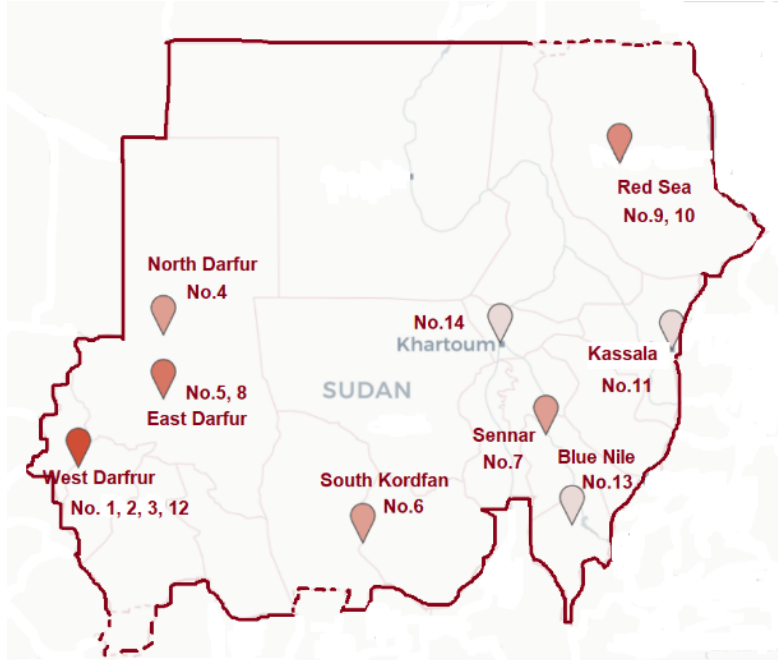 Red Sea
No.9, 10
North Darfur
No.4
No.14
Khartoum
Kassala
No.11
SUDAN
No.5, 8
East Darfur
Sennar
No.7
Blue Nile
No.13
West Darfrur
No. 1, 2, 3, 12
South Kordfan
No.6